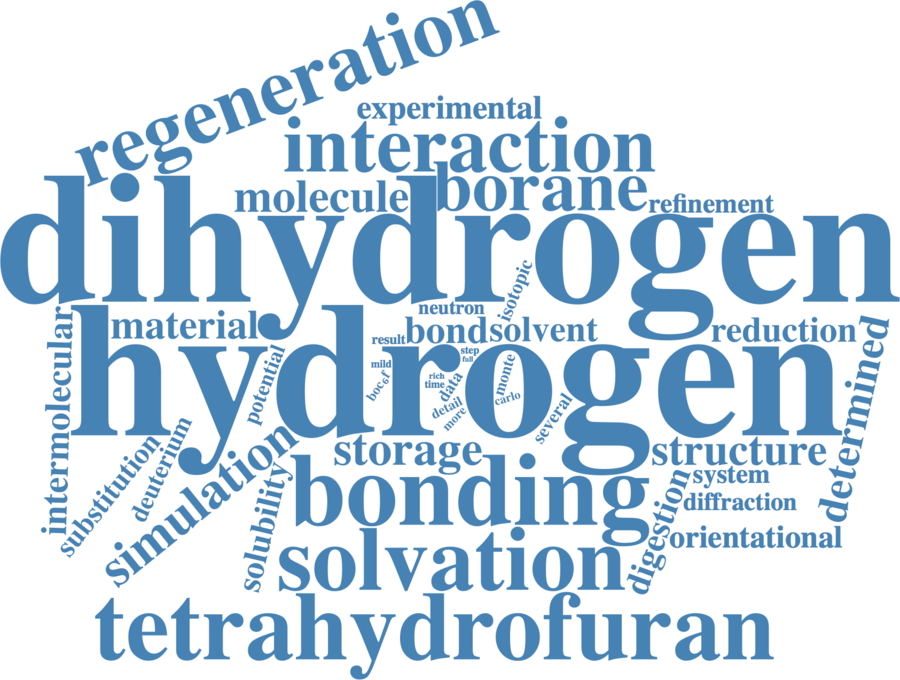 regeneration
experimental
interaction
molecule borane refinement
dihydrogen
isotopic
neutron
material bond solvent reduction
result
step
full
hydrogen
intermolecular
potential
mild
boc
6f
rich
time
data
detail
more
monte
carlo
several
determined
substitution
deuterium
simulation
solubility
storage structure
system
bonding diffraction
digestion
solvation orientational
tetrahydrofuran